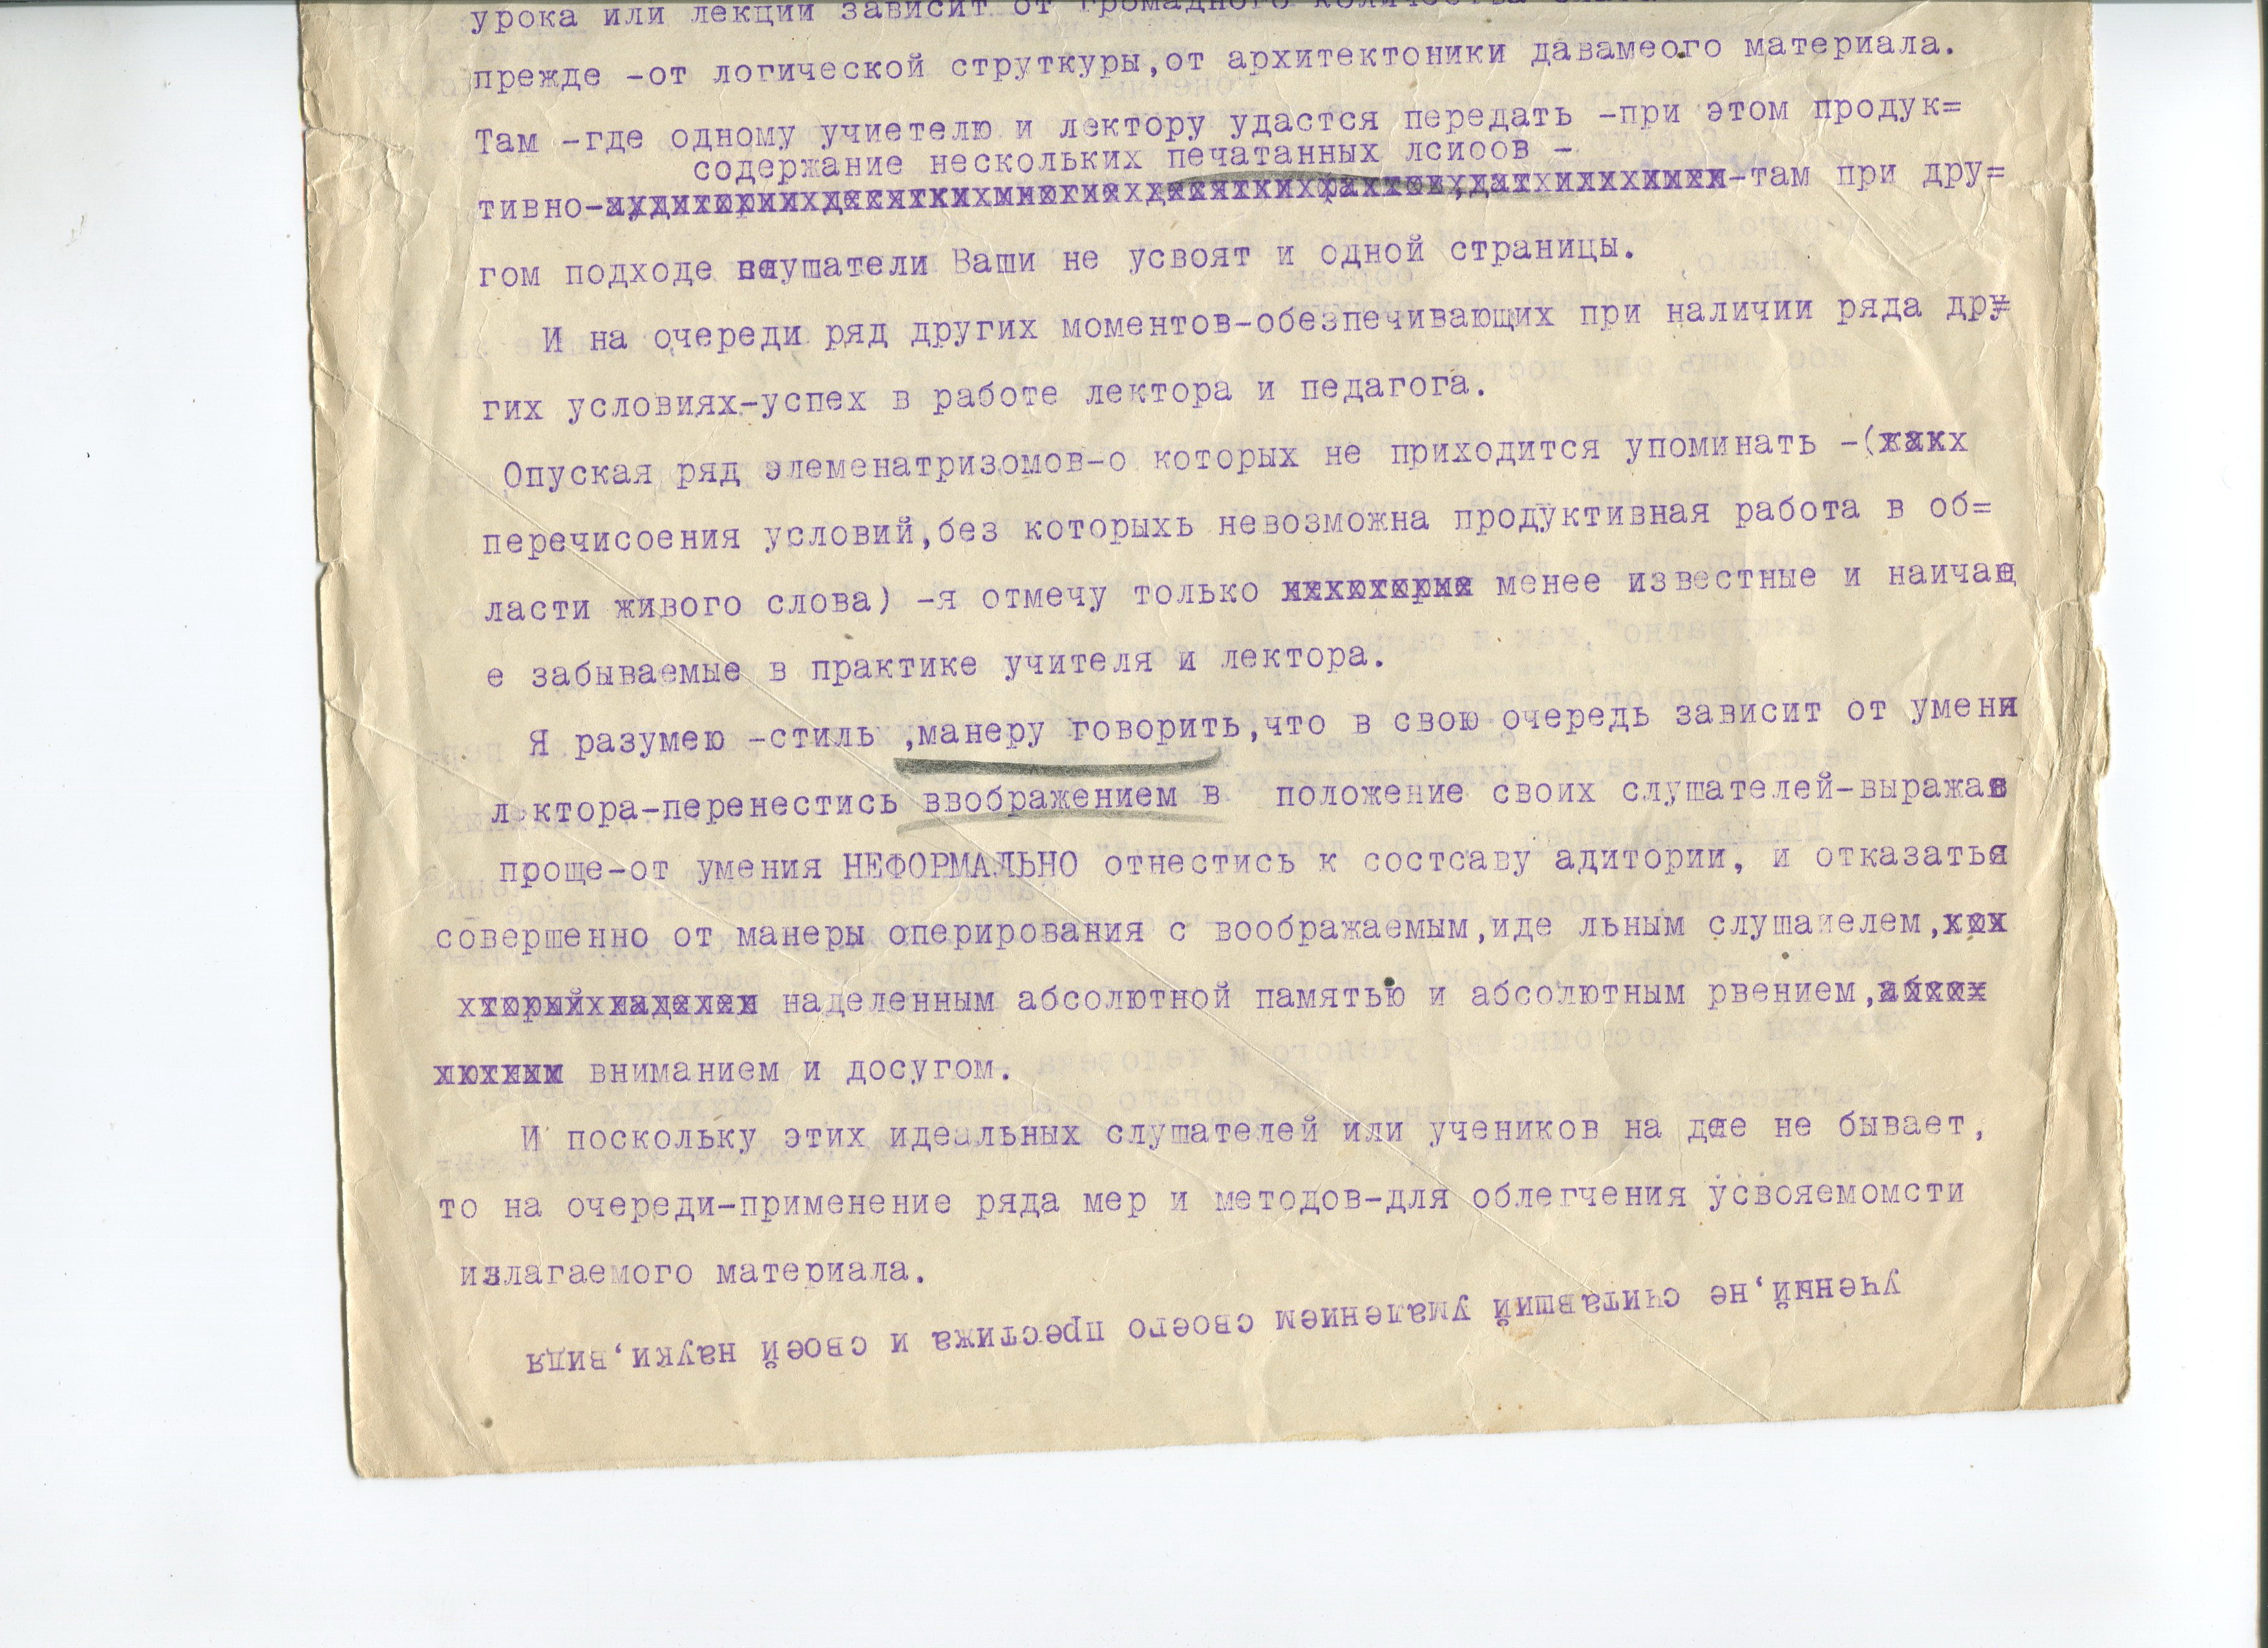 урока или лекции зависит от громадного количества
прежде -от логической струткуры,от архитектоники давамеого материала.
Там -где одному учиетелю и лектору удастся передать -при этом продук=
содержание нескольких печатанных лсиоов -
тивно- -там при дру=
гом подходе слушатели Ваши не усвоят и одной страницы.
И на очереди ряд других моментов-обезпечивающих при наличии ряда дру=
гих условиях-успех в работе лектора и педагога.
Опуская ряд элеменатризомов-о которых не приходится упоминать -(
перечисоения условий,без которыхь невозможна продуктивная работа в об=
ласти живого слова) -я отмечу только менее известные и наичащ
е забываемые в практике учителя и лектора.
Я разумею -стиль ,манеру говорить,что в свою очередь зависит от умения
лектора-перенестись ввображением в положение своих слушателей-выражаяв
проще-от умения НЕФОРМАЛЬНО отнестись к состсаву адитории, и отказатья
совершенно от манеры оперирования с воображаемым,иде льным слушаиелем,
наделенным абсолютной памятью и абсолютным рвением,
вниманием и досугом.
И поскольку этих идеальных слушателей или учеников на деле не бывает,
то на очереди-применение ряда мер и методов-для облегчения усвояемомсти
излагаемого материала.
ученый,не считавший умалением своего престижа и своей науки,видя